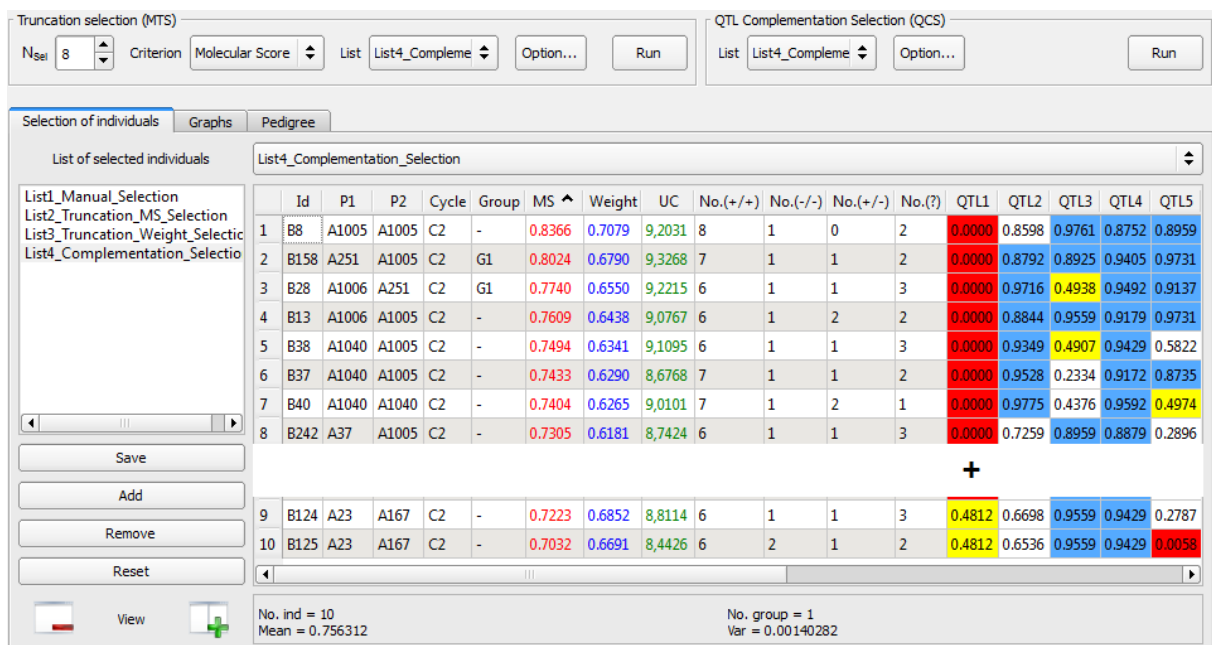 Truncation selection (MTS) QTL Complementation Selection (QCS)
NSel 8 Criterion Molecular Score List List4_Compleme Option... Run List List4_Compleme Option... Run
Selection of individuals Graphs Pedigree
List of selected individuals List4_Complementation_Selection
List1_Manual_Selection
List2_Truncation_MS_Selection
List3_Truncation_Weight_Selectic
List4_Complementation_Selectio
Save
Add
Remove
Reset
View
Id P1 P2 Cycle Group MS Weight UC No.(+/+) No.(-/-) No.(+/-) No.(?) QTL1 QTL2 QTL3 QTL4 QTL5
1 B8 A1005 A1005 C2 - 0.8366 0.7079 9,2031 8 1 0 2 0.0000 0.8598 0.9761 0.8752 0.8959
2 B158 A251 A1005 C2 G1 0.8024 0.6790 9,3268 7 1 1 2 0.0000 0.8792 0.8925 0.9405 0.9731
3 B28 A1006 A251 C2 G1 0.7740 0.6550 9,2215 6 1 1 3 0.0000 0.9716 0.4938 0.9492 0.9137
4 B13 A1006 A1005 C2 - 0.7609 0.6438 9,0767 6 1 2 2 0.0000 0.8844 0.9559 0.9179 0.9731
5 B38 A1040 A1005 C2 - 0.7494 0.6341 9,1095 6 1 1 3 0.0000 0.9349 0.4907 0.9429 0.5822
6 B37 A1040 A1005 C2 - 0.7433 0.6290 8,6768 7 1 1 2 0.0000 0.9528 0.2334 0.9172 0.8735
7 B40 A1040 A1040 C2 - 0.7404 0.6265 9,0101 7 1 2 1 0.0000 0.9775 0.4376 0.9592 0.4974
8 B242 A37 A1005 C2 - 0.7305 0.6181 8,7424 6 1 1 3 0.0000 0.7259 0.8959 0.8879 0.2896
+
9 B124 A23 A167 C2 - 0.7223 0.6852 8,8114 6 1 1 3 0.4812 0.6698 0.9559 0.9429 0.2787
10 B125 A23 A167 C2 - 0.7032 0.6691 8,4426 6 2 1 2 0.4812 0.6536 0.9559 0.9429 0.0058
No. ind = 10 No. group = 1
Mean = 0.756312 Var = 0.00140282